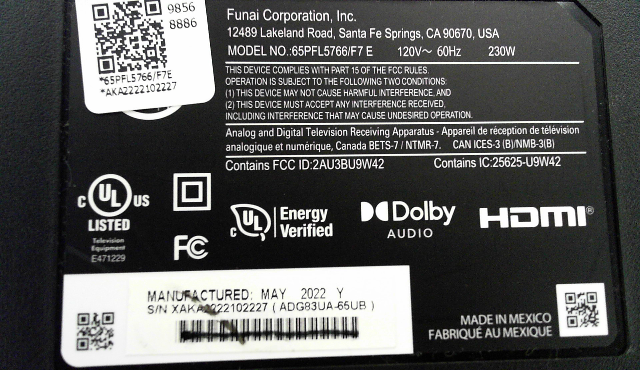 9856
8886
*65PFL5766/F7E
*AKA2222102227
Funai Corporation, Inc.
12489 Lakeland Road, Santa Fe Springs, CA 90670, USA
MODEL NO.:65PFL5766/F7 E 120V~ 60Hz 230W
THIS DEVICE COMPLIES WITH PART 15 OF THE FCC RULES.
OPERATION IS SUBJECT TO THE FOLLOWING TWO CONDITIONS:
(1) THIS DEVICE MAY NOT CAUSE HARMFUL INTERFERENCE, AND
(2) THIS DEVICE MUST ACCEPT ANY INTERFERENCE RECEIVED,
INCLUDING INTERFERENCE THAT MAY CAUSE UNDESIRED OPERATION.
Analog and Digital Television Receiving Apparatus - Appareil de réception de télévision
analogique et numérique, Canada BETS-7 / NTMR-7. CAN ICES-3 (B)/NMB-3(B)
Contains FCC ID:2AU3BU9W42 Contains IC:25625-U9W42
C UL US
LISTED
Television
Equipment
E471229
FC
C UL Energy
Verified
Dolby
AUDIO
HDMI®
MANUFACTURED: MAY 2022 Y
S/N XAKA2222102227 ( ADG83UA-65UB )
MADE IN MEXICO
FABRIQUÉ AU MEXIQUE